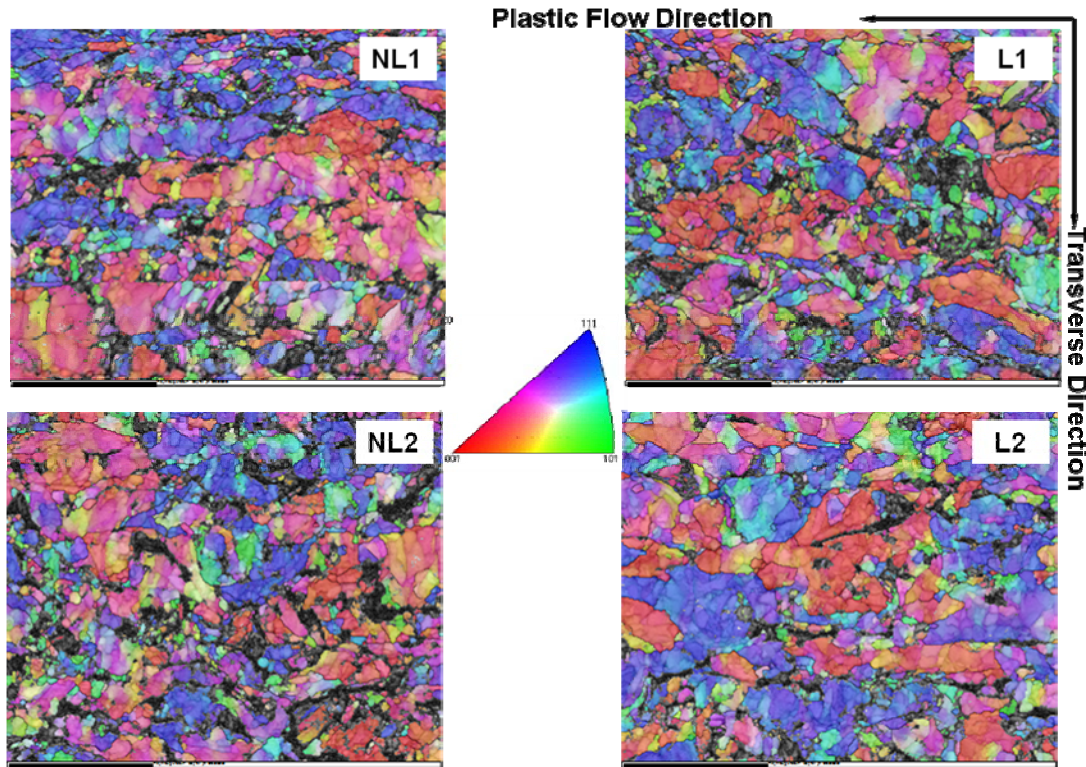 Plastic Flow Direction
NL1
L1
Transverse Direction
111
001
101
NL2
L2